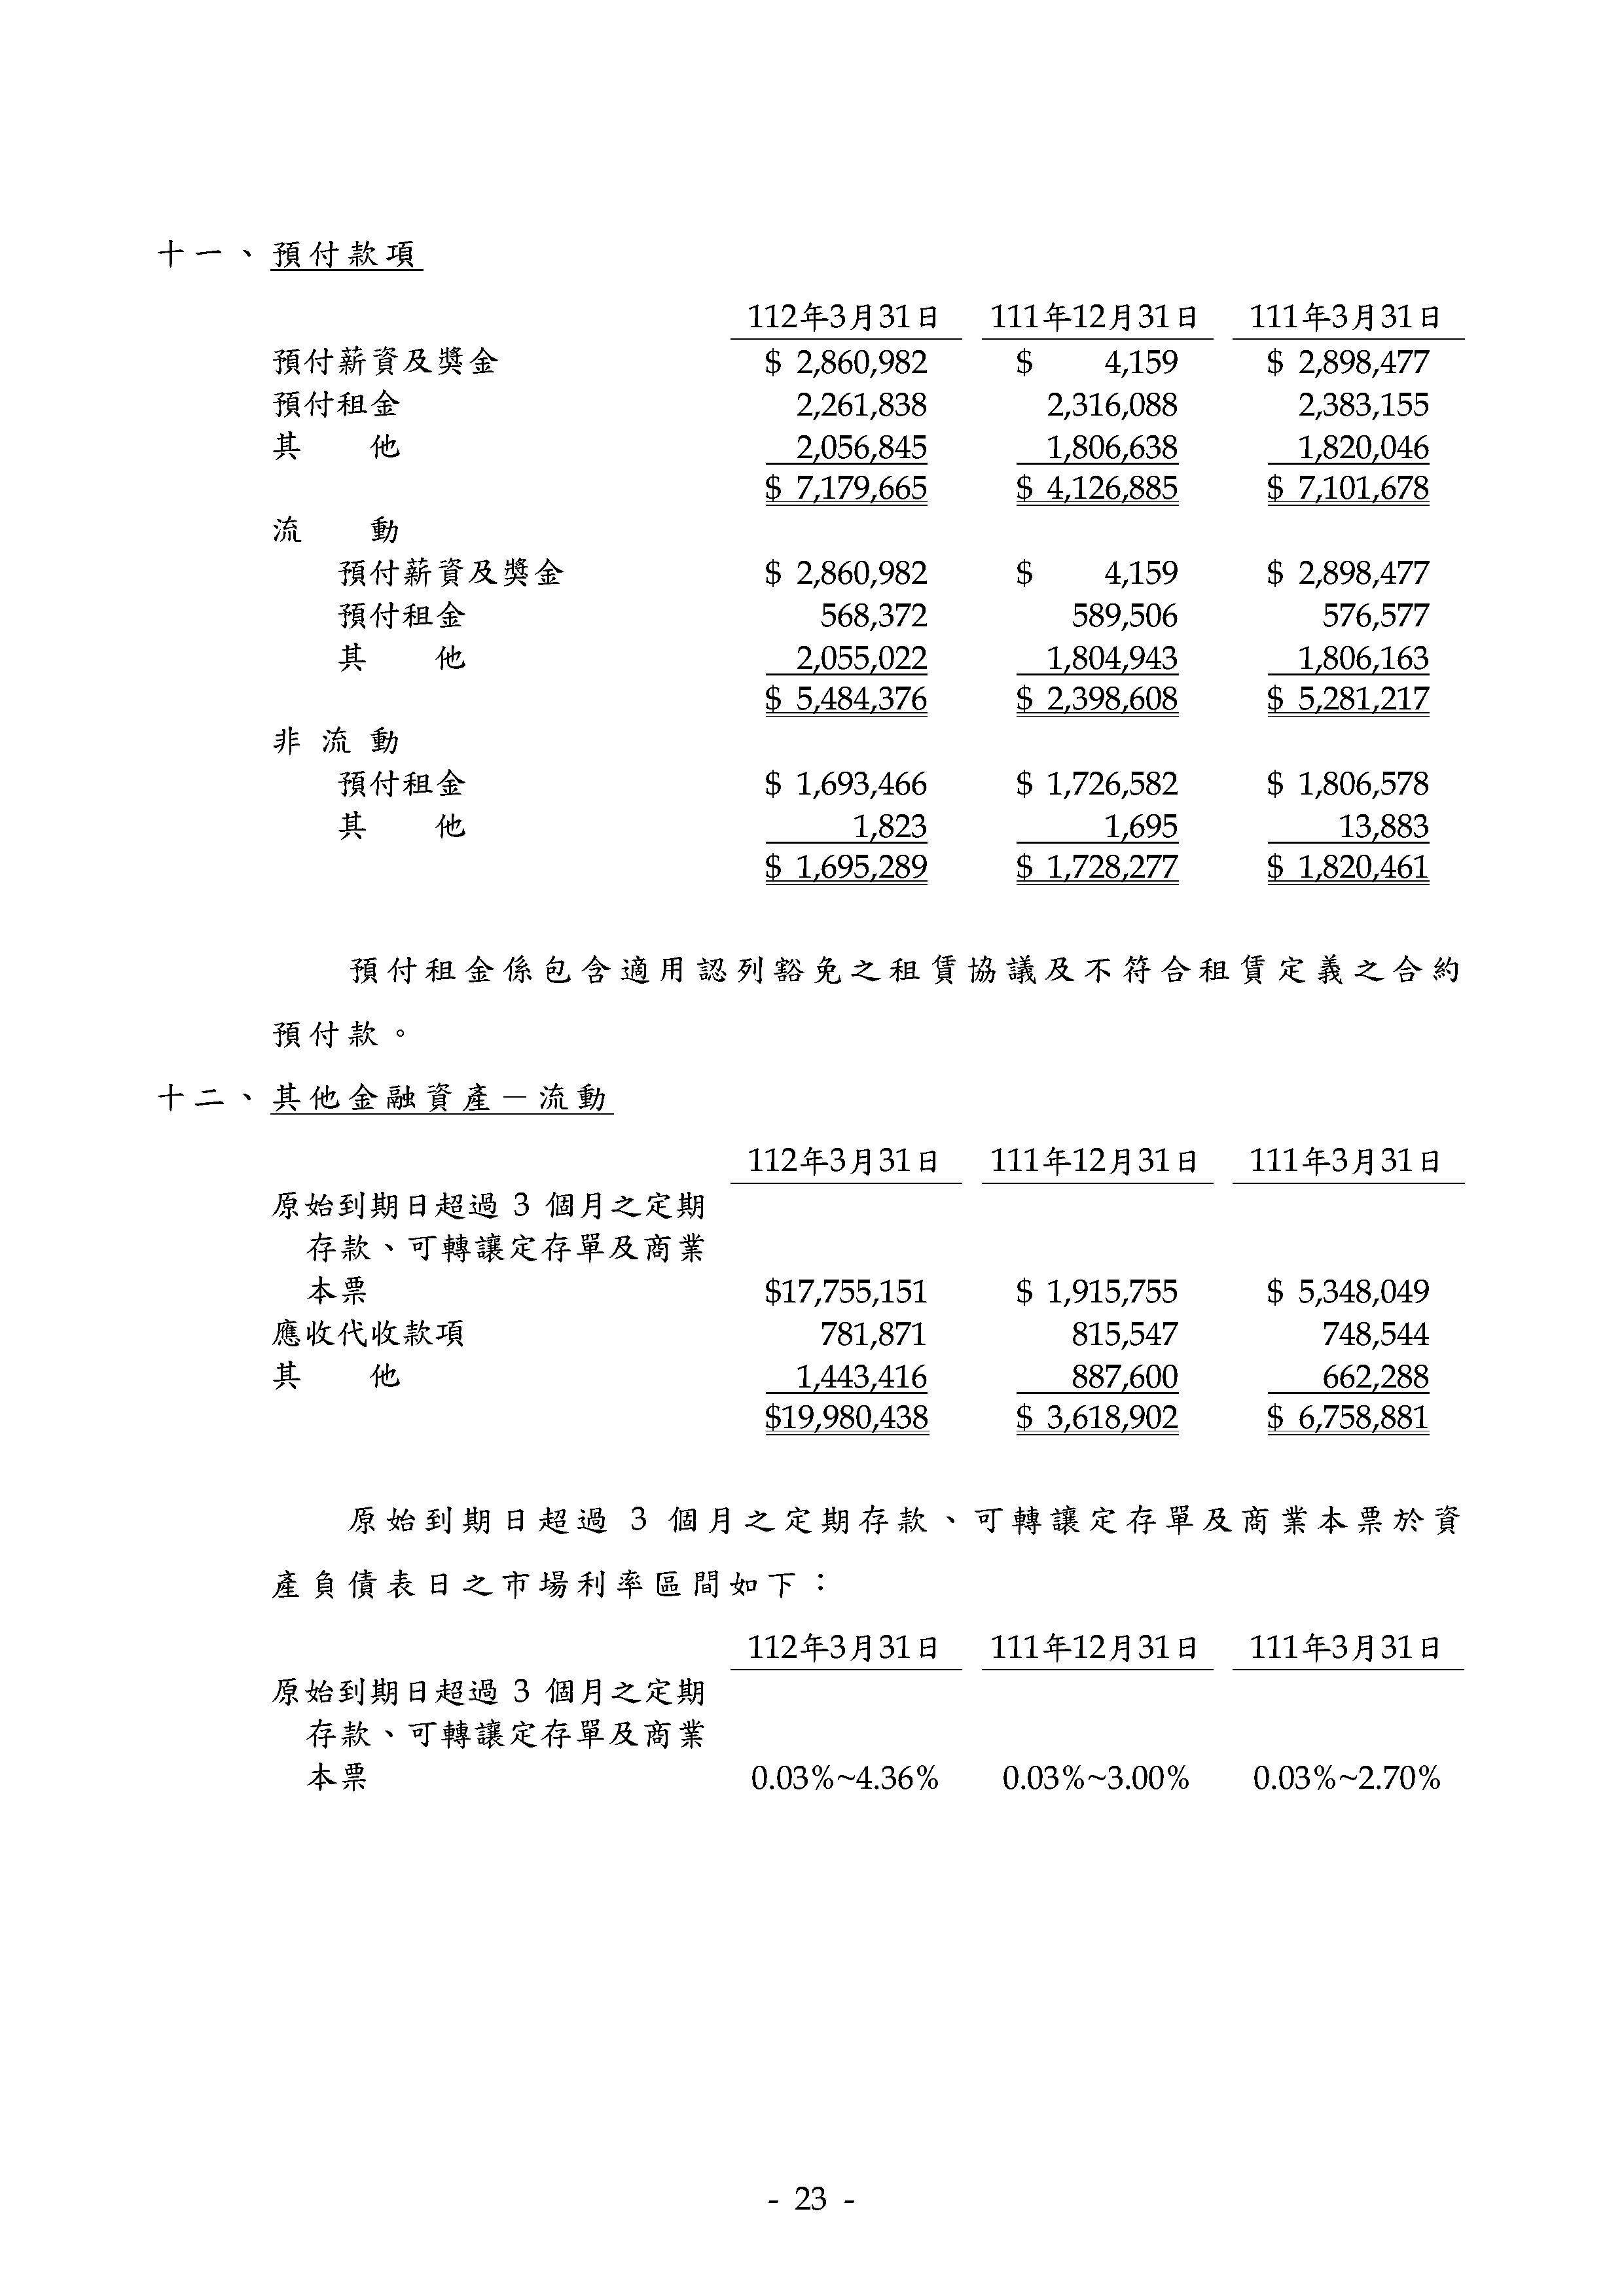 十一、預付款項
112年3月31日 111年12月31日 111年3月31日
預付薪資及獎金 $ 2,860,982 $ 4,159 $ 2,898,477
預付租金 2,261,838 2,316,088 2,383,155
其 他 2,056,845 1,806,638 1,820,046
$ 7,179,665 $ 4,126,885 $ 7,101,678
流 動
預付薪資及獎金 $ 2,860,982 $ 4,159 $ 2,898,477
預付租金 568,372 589,506 576,577
其 他 2,055,022 1,804,943 1,806,163
$ 5,484,376 $ 2,398,608 $ 5,281,217
非 流 動
預付租金 $ 1,693,466 $ 1,726,582 $ 1,806,578
其 他 1,823 1,695 13,883
$ 1,695,289 $ 1,728,277 $ 1,820,461
預付租金係包含適用認列豁免之租賃協議及不符合租賃定義之合約
預付款。
十二、其他金融資產－流動
112年3月31日 111年12月31日 111年3月31日
原始到期日超過 3 個月之定期
存款、可轉讓定存單及商業
本票 $17,755,151 $ 1,915,755 $ 5,348,049
應收代收款項 781,871 815,547 748,544
其 他 1,443,416 887,600 662,288
$19,980,438 $ 3,618,902 $ 6,758,881
原始到期日超過 3 個月之定期存款、可轉讓定存單及商業本票於資
產負債表日之市場利率區間如下：
112年3月31日 111年12月31日 111年3月31日
原始到期日超過 3 個月之定期
存款、可轉讓定存單及商業
本票 0.03%~4.36% 0.03%~3.00% 0.03%~2.70%
- 23 -